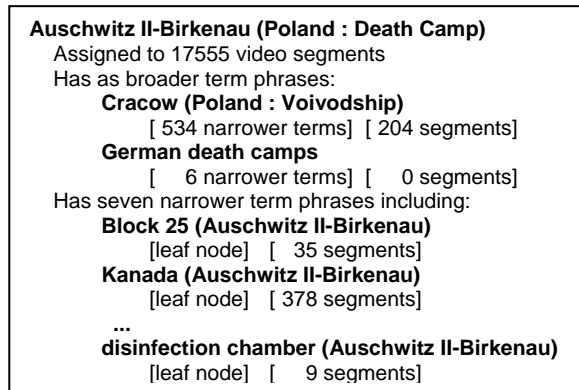 Auschwitz II-Birkenau (Poland : Death Camp)
Assigned to 17555 video segments
Has as broader term phrases:
Cracow (Poland : Voivodship)
[ 534 narrower terms] [ 204 segments]
German death camps
[ 6 narrower terms] [ 0 segments]
Has seven narrower term phrases including:
Block 25 (Auschwitz II-Birkenau)
[leaf node] [ 35 segments]
Kanada (Auschwitz II-Birkenau)
[leaf node] [ 378 segments]
...
disinfection chamber (Auschwitz II-Birkenau)
[leaf node] [ 9 segments]